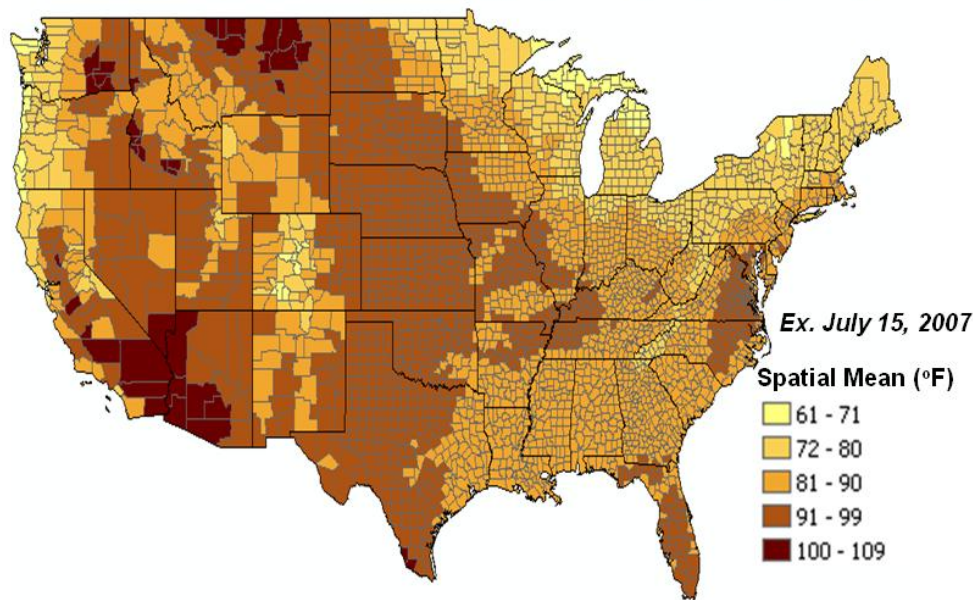 Ex. July 15, 2007
Spatial Mean (°F)
61 - 71
72 - 80
81 - 90
91 - 99
100 - 109